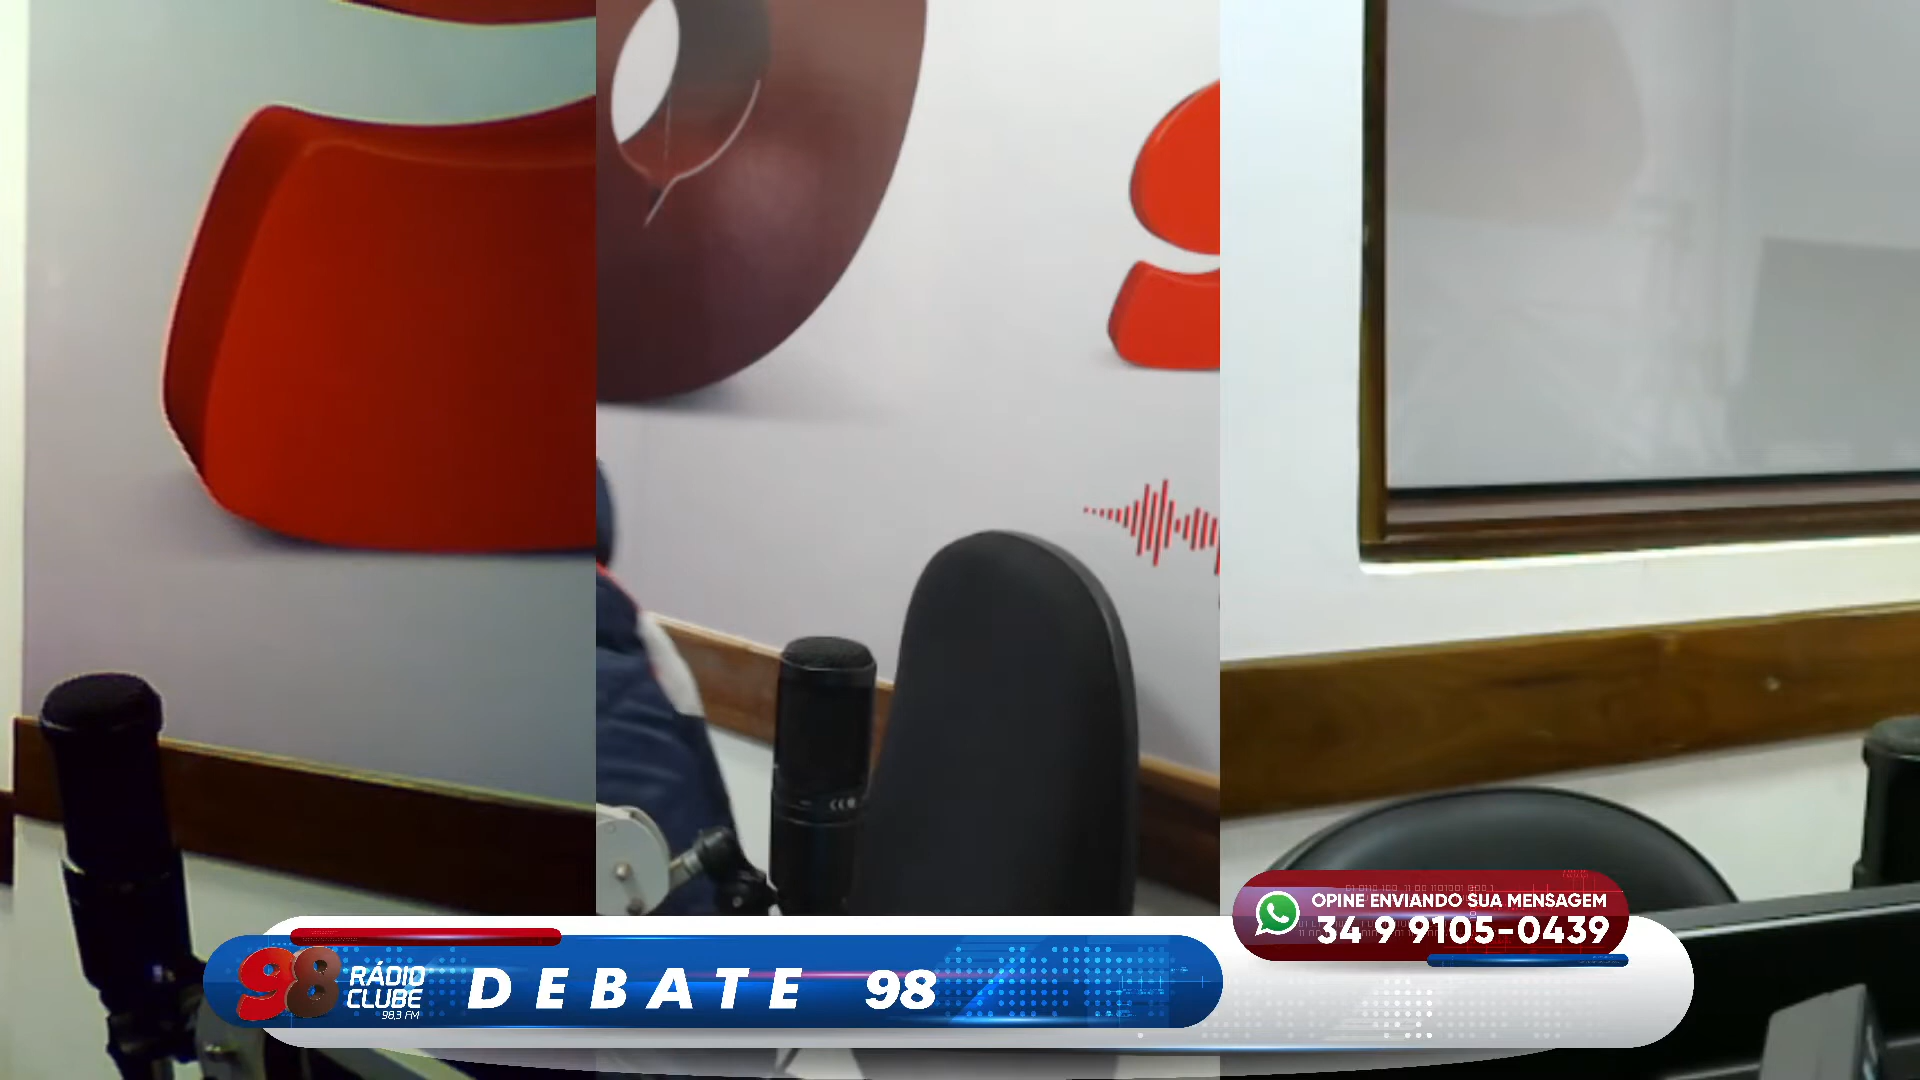 OPINE ENVIANDO SUA MENSAGEM
34 9 9105-0439
98 RÁDIO
CLUBE
98,3 FM
DEBATE 98